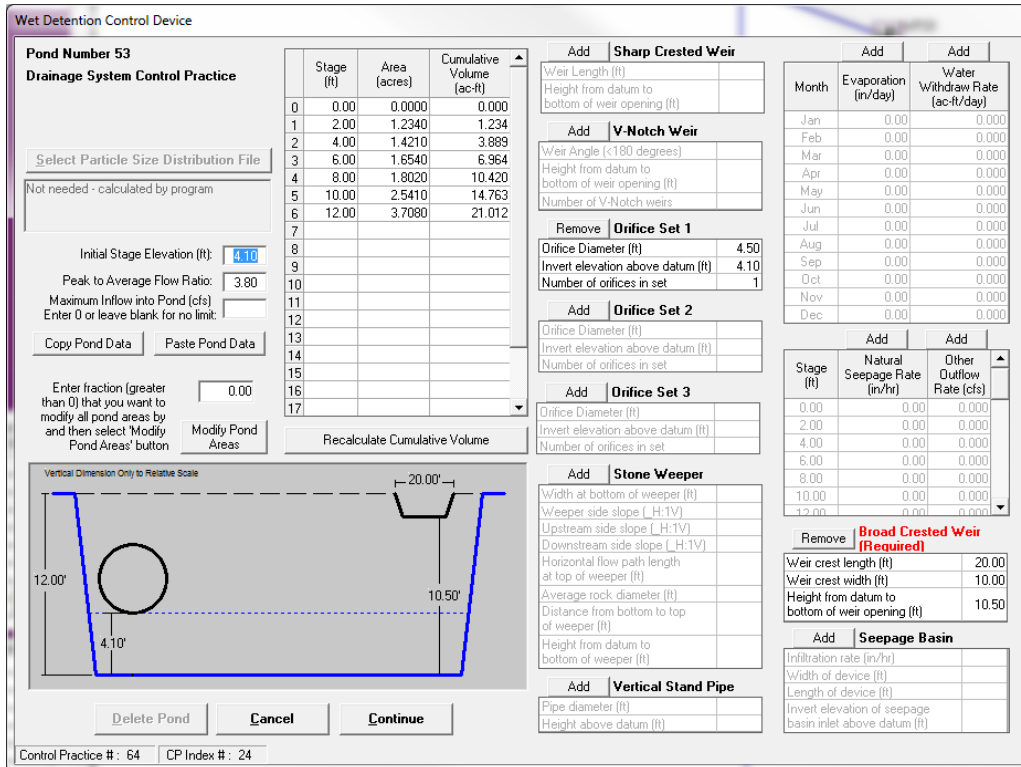 Wet Detention Control Device
Pond Number 53
Drainage System Control Practice
Select Particle Size Distribution File
Not needed - calculated by program
Initial Stage Elevation (ft): 4.10
Peak to Average Flow Ratio: 3.80
Maximum Inflow into Pond (cfs)
Enter 0 or leave blank for no limit:
Copy Pond Data Paste Pond Data
Enter fraction (greater
than 0) that you want to
modify all pond areas by
and then select 'Modify
Pond Areas' button
0.00
Modify Pond
Areas
Stage
(ft)
Area
(acres)
Cumulative
Volume
(ac-ft)
0 0.00 0.0000 0.000
1 2.00 1.2340 1.234
2 4.00 1.4210 3.889
3 6.00 1.6540 6.964
4 8.00 1.8020 10.420
5 10.00 2.5410 14.763
6 12.00 3.7080 21.012
7
8
9
10
11
12
13
14
15
16
17
Recalculate Cumulative Volume
Vertical Dimension Only to Relative Scale
20.00'
12.00'
10.50'
4.10'
Delete Pond Cancel Continue
Control Practice # : 64 CP Index # : 24
Add Sharp Crested Weir
Weir Length (ft)
Height from datum to
bottom of weir opening (ft)
Add V-Notch Weir
Weir Angle (<180 degrees)
Height from datum to
bottom of weir opening (ft)
Number of V-Notch weirs
Remove Orifice Set 1
Orifice Diameter (ft) 4.50
Invert elevation above datum (ft) 4.10
Number of orifices in set 1
Add Orifice Set 2
Orifice Diameter (ft)
Invert elevation above datum (ft)
Number of orifices in set
Add Orifice Set 3
Orifice Diameter (ft)
Invert elevation above datum (ft)
Number of orifices in set
Add Stone Weeper
Width at bottom of weeper (ft)
Weeper side slope (_H:1V)
Upstream side slope (_H:1V)
Downstream side slope (_H:1V)
Horizontal flow path length
at top of weeper (ft)
Average rock diameter (ft)
Distance from bottom to top
of weeper (ft)
Height from datum to
bottom of weeper (ft)
Add Vertical Stand Pipe
Pipe diameter (ft)
Height above datum (ft)
Add Add
Month
Evaporation
(in/day)
Water
Withdraw Rate
(ac-ft/day)
Jan 0.00 0.000
Feb 0.00 0.000
Mar 0.00 0.000
Apr 0.00 0.000
May 0.00 0.000
Jun 0.00 0.000
Jul 0.00 0.000
Aug 0.00 0.000
Sep 0.00 0.000
Oct 0.00 0.000
Nov 0.00 0.000
Dec 0.00 0.000
Add Add
Stage
(ft)
Natural
Seepage Rate
(in/hr)
Other
Outflow
Rate (cfs)
0.00 0.00 0.000
2.00 0.00 0.000
4.00 0.00 0.000
6.00 0.00 0.000
8.00 0.00 0.000
10.00 0.00 0.000
12.00 0.00 0.000
Remove Broad Crested Weir
(Required)
Weir crest length (ft) 20.00
Weir crest width (ft) 10.00
Height from datum to
bottom of weir opening (ft) 10.50
Add Seepage Basin
Infiltration rate (in/hr)
Width of device (ft)
Length of device (ft)
Invert elevation of seepage
basin inlet above datum (ft)